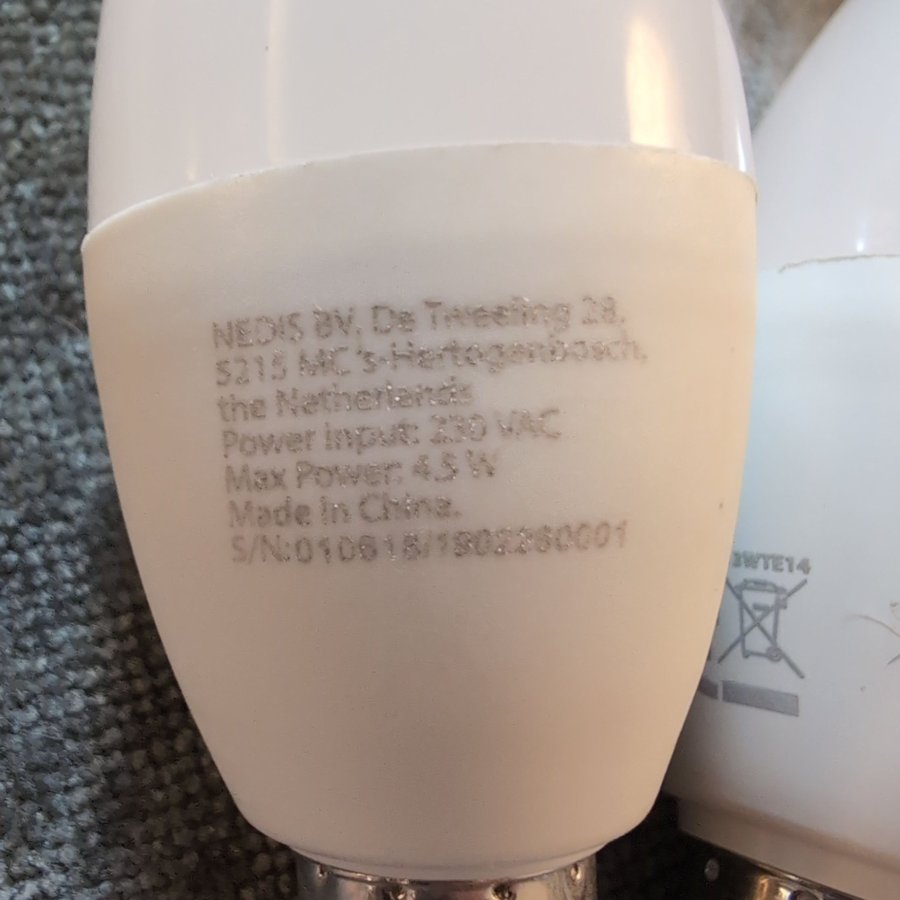 NEDIS BV, De Tweeling 28,
5215 MC 's-Hertogenbosch,
the Netherlands
Power input: 230 VAC
Max Power: 4.5 W
Made in China.
S/N:010618/1802260001
WTE14